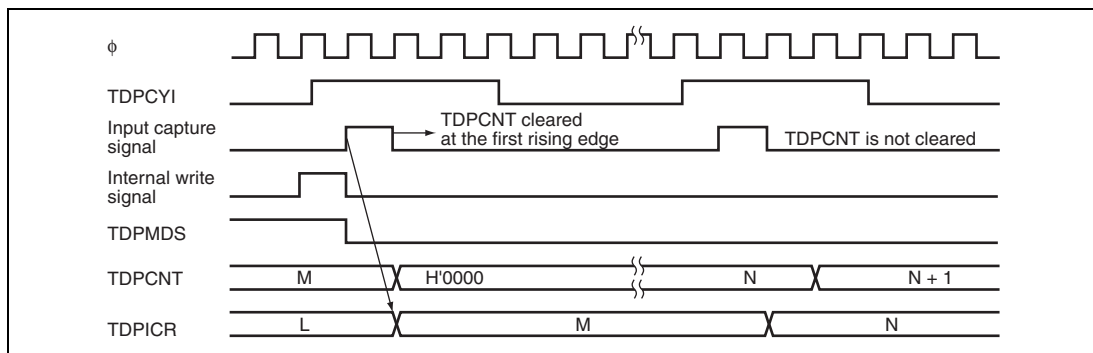 φ
TDPCYI
Input capture
signal
TDPCNT cleared
at the first rising edge
TDPCNT is not cleared
Internal write
signal
TDPMDS
TDPCNT
M
H'0000
N
N + 1
TDPICR
L
M
N